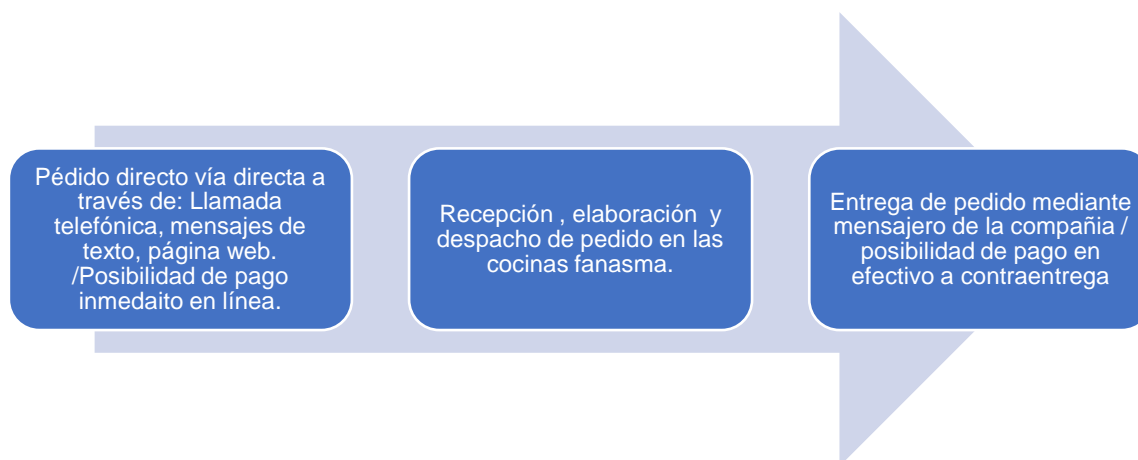 Pédido directo vía directa a
través de: Llamada
telefónica, mensajes de
texto, página web.
/Posibilidad de pago
inmedaito en línea.
Recepción , elaboración  y
despacho de pedido en las
cocinas fanasma.
Entrega de pedido mediante
mensajero de la compañia /
posibilidad de pago en
efectivo a contraentrega